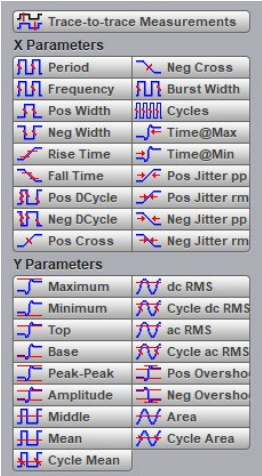 Trace-to-trace Measurements
X Parameters
Period Neg Cross
Frequency Burst Width
Pos Width Cycles
Neg Width Time@Max
Rise Time Time@Min
Fall Time Pos Jitter pp
Pos DCycle Pos Jitter rm
Neg DCycle Neg Jitter pp
Pos Cross Neg Jitter rm
Y Parameters
Maximum dc RMS
Minimum Cycle dc RMS
Top ac RMS
Base Cycle ac RMS
Peak-Peak Pos Oversho
Amplitude Neg Oversho
Middle Area
Mean Cycle Area
Cycle Mean